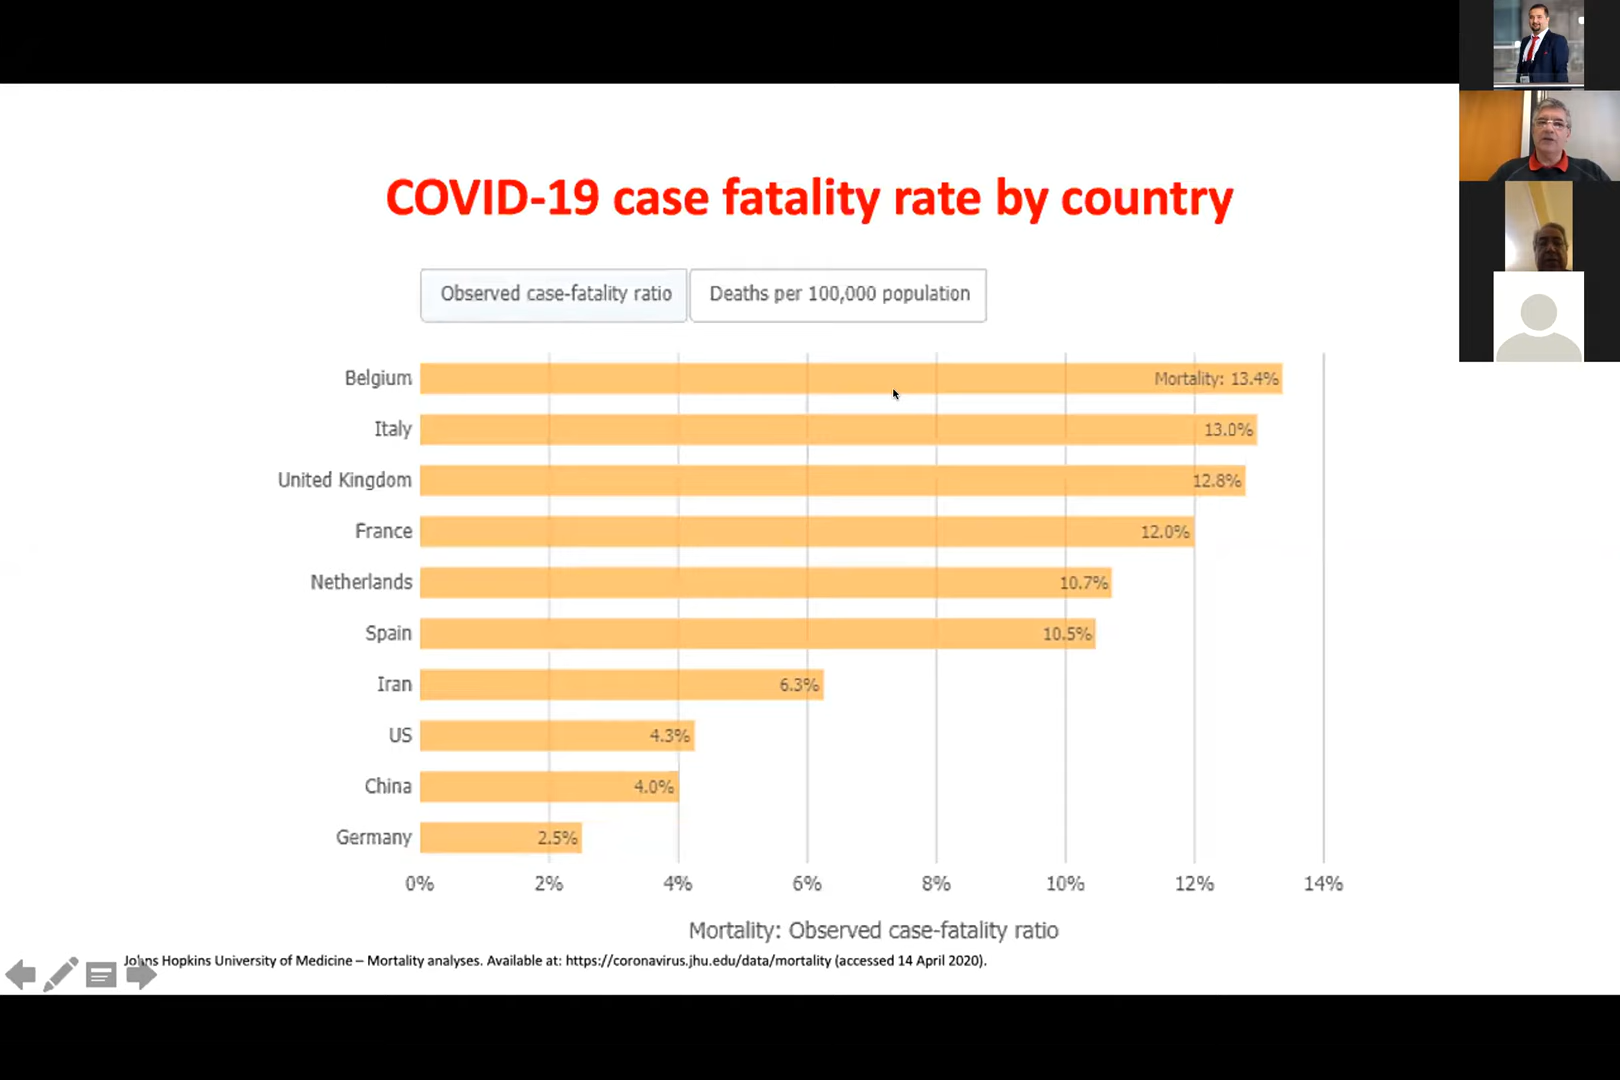 COVID-19 case fatality rate by country
Observed case-fatality ratio
Deaths per 100,000 population
Belgium Mortality: 13.4%
Italy 13.0%
United Kingdom 12.8%
France 12.0%
Netherlands 10.7%
Spain 10.5%
Iran 6.3%
US 4.3%
China 4.0%
Germany 2.5%
0% 2% 4% 6% 8% 10% 12% 14%
Mortality: Observed case-fatality ratio
Johns Hopkins University of Medicine – Mortality analyses. Available at: https://coronavirus.jhu.edu/data/mortality (accessed 14 April 2020).